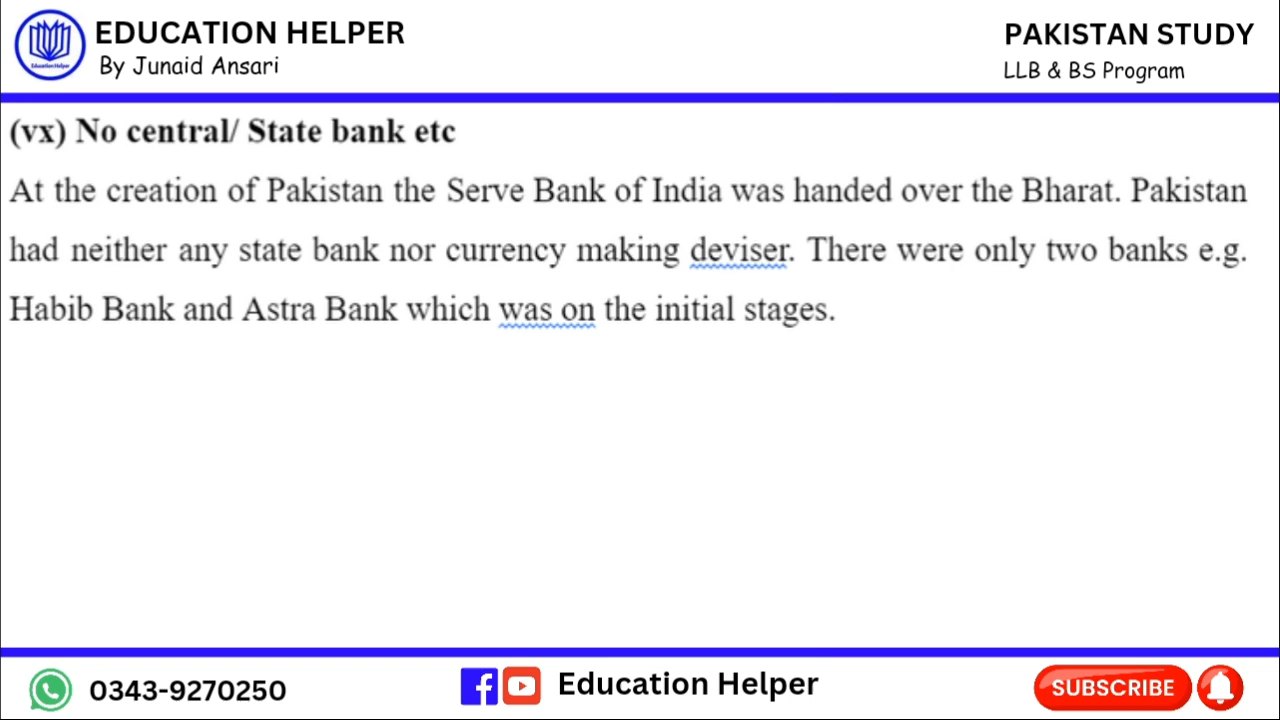 EDUCATION HELPER
By Junaid Ansari
PAKISTAN STUDY
LLB & BS Program
Education Helper
(vx) No central/ State bank etc
At the creation of Pakistan the Serve Bank of India was handed over the Bharat. Pakistan
had neither any state bank nor currency making deviser. There were only two banks e.g.
Habib Bank and Astra Bank which was on the initial stages.
0343-9270250
Education Helper
SUBSCRIBE